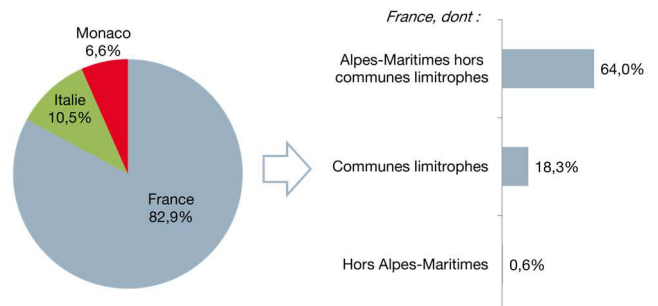 Monaco
6,6%
Italie
10,5%
France
82,9%
France, dont :
Alpes-Maritimes hors
communes limitrophes
64,0%
Communes limitrophes
18,3%
Hors Alpes-Maritimes
0,6%